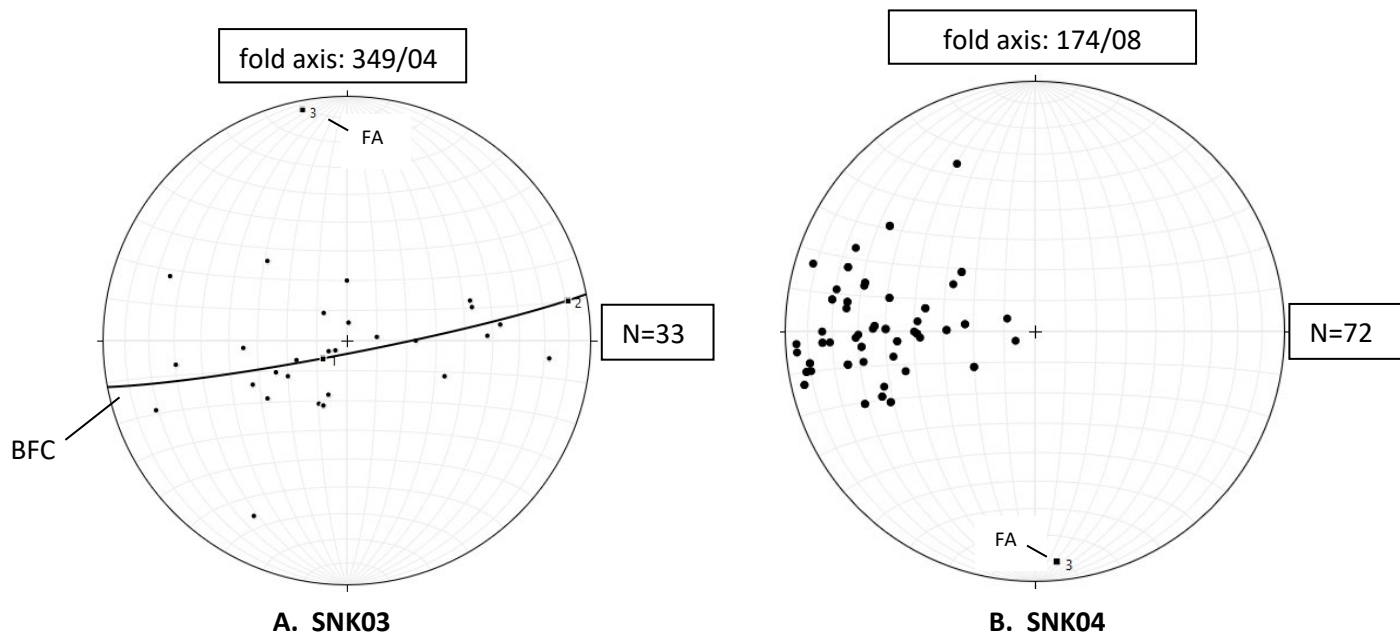 fold axis: 349/04
fold axis: 174/08
3
FA
2
N=33
N=72
1
BFC
FA
3
A. SNK03
B. SNK04